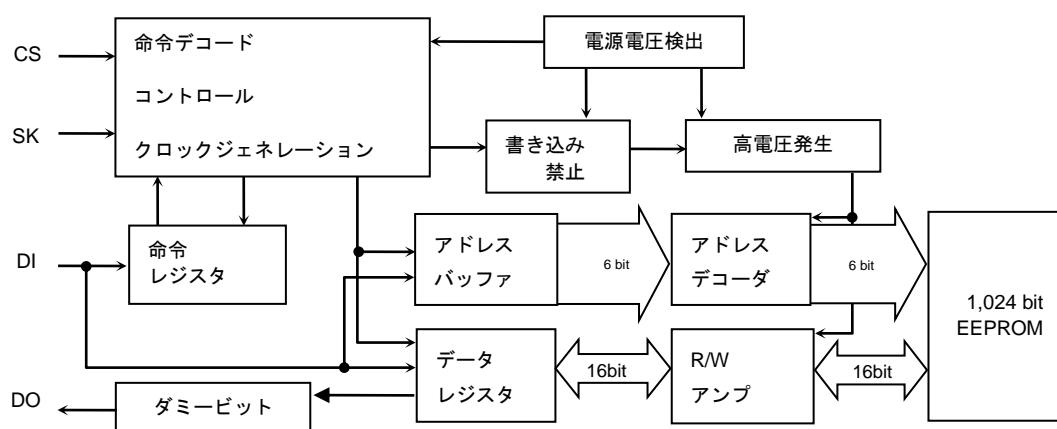 CS
SK
DI
DO
命令デコード
コントロール
クロックジェネレーション
電源電圧検出
書き込み
禁止
高電圧発生
命令
レジスタ
アドレス
バッファ
6 bit
アドレス
デコーダ
6 bit
1,024 bit
EEPROM
データ
レジスタ
16bit
R/W
アンプ
16bit
ダミービット